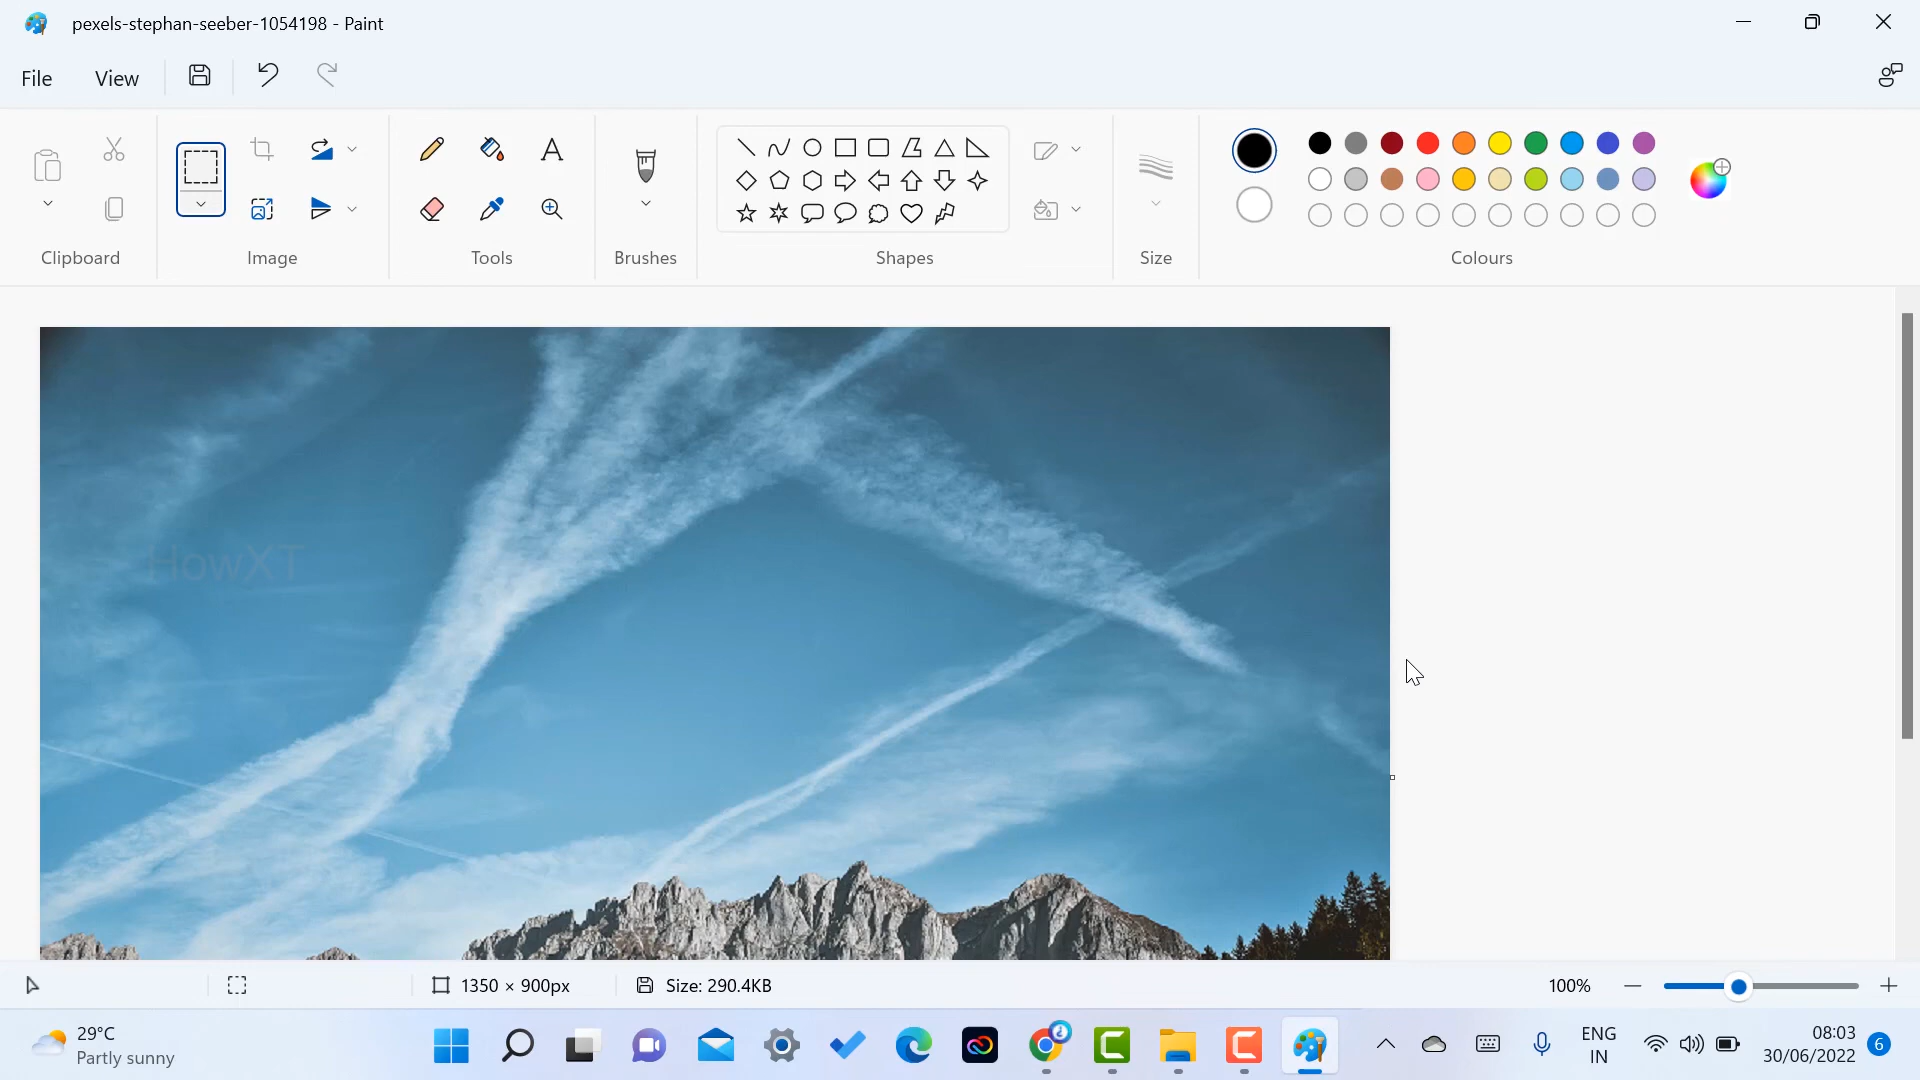 pexels-stephan-seeber-1054198 - Paint
File View
Clipboard Image Tools Brushes Shapes Size Colours
HowXT
1350 × 900px Size: 290.4KB 100%
29°C
Partly sunny
ENG
IN
08:03
30/06/2022
6